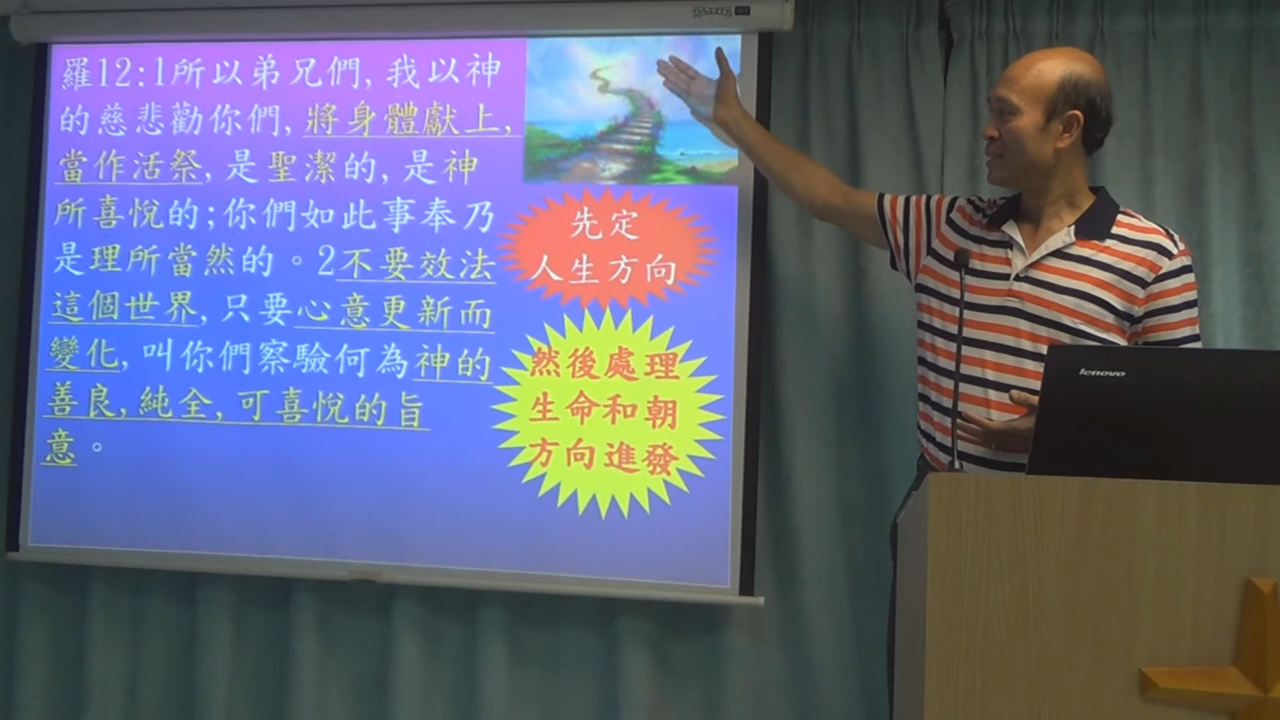 羅12:1所以弟兄們,我以神
的慈悲勸你們,將身體獻上,
當作活祭,是聖潔的,是神
所喜悅的;你們如此事奉乃
是理所當然的。2不要效法
這個世界,只要心意更新而
變化,叫你們察驗何為神的
善良,純全,可喜悅的旨
意。
先定
人生方向
然後處理
生命和朝
方向進發
lenovo